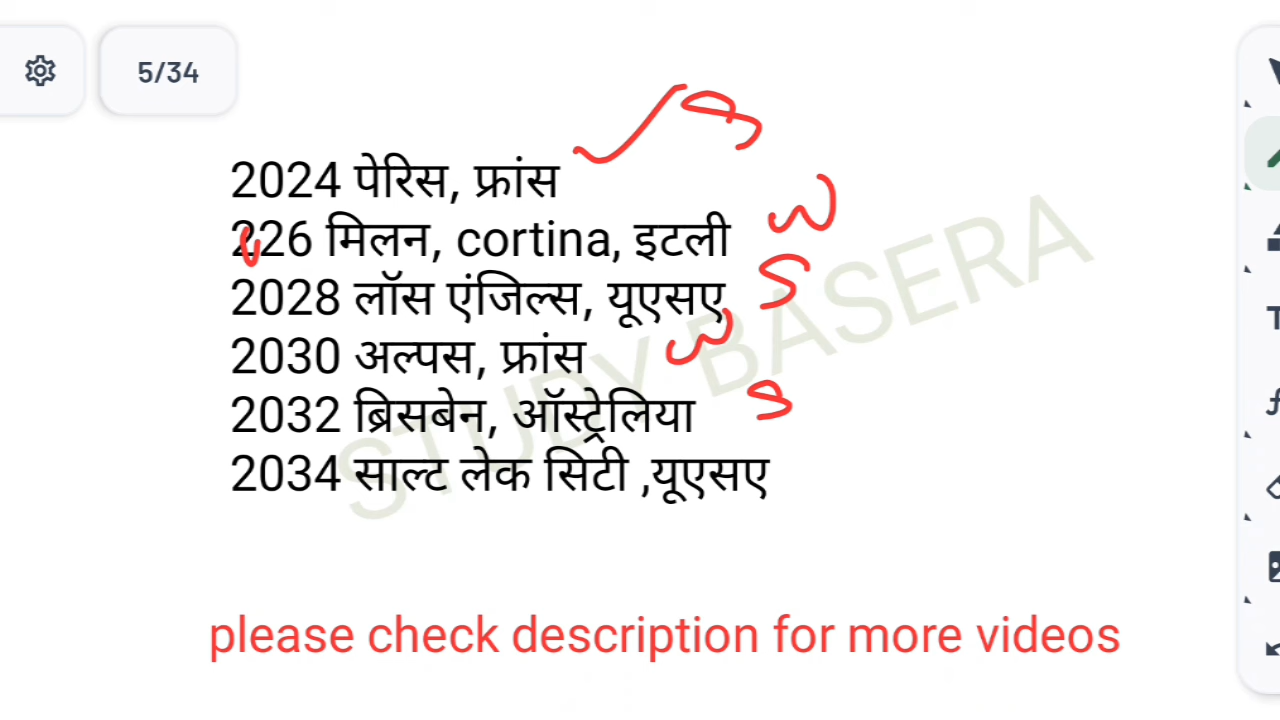 5/34
2024 पेरिस, फ्रांस S
226 मिलन, cortina, इटली W
2028 लॉस एंजिल्स, यूएसए S
2030 अल्पस, फ्रांस W
2032 ब्रिसबेन, ऑस्ट्रेलिया S
2034 साल्ट लेक सिटी ,यूएसए
STUDY BASERA
please check description for more videos